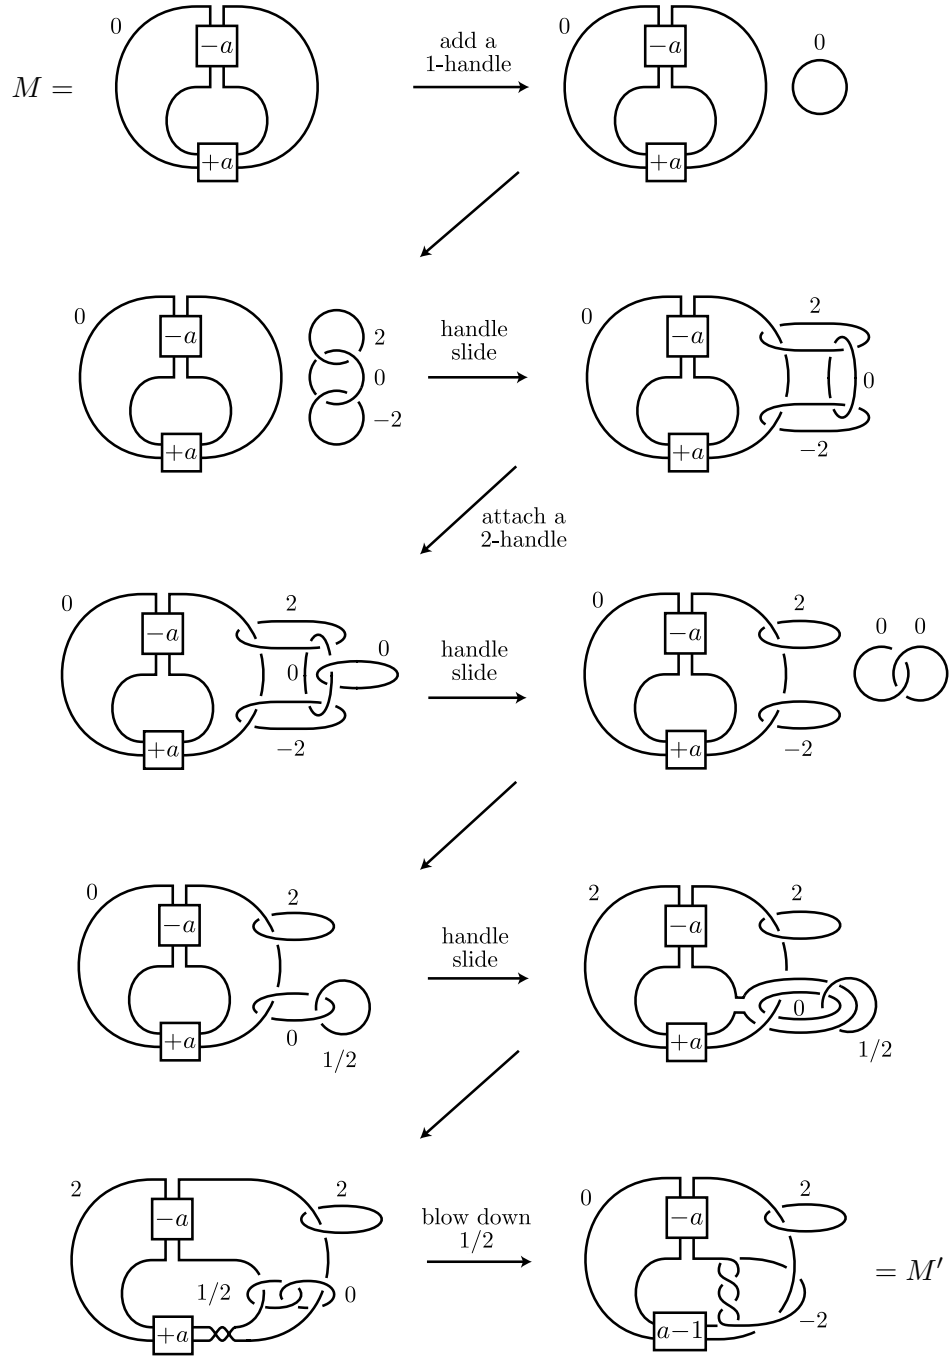 0
−a
M =
+a
add a
1-handle
0
−a
+a
0
0
−a
+a
2
0
−2
handle
slide
0
−a
+a
2
0
−2
attach a
2-handle
0
−a
+a
2
0
0
−2
handle
slide
0
−a
+a
2
−2
0 0
0
−a
+a
2
0
1/2
handle
slide
2
−a
+a
2
0
1/2
2
−a
+a
2
1/2
0
blow down
1/2
0
−a
a−1
2
−2
= M′